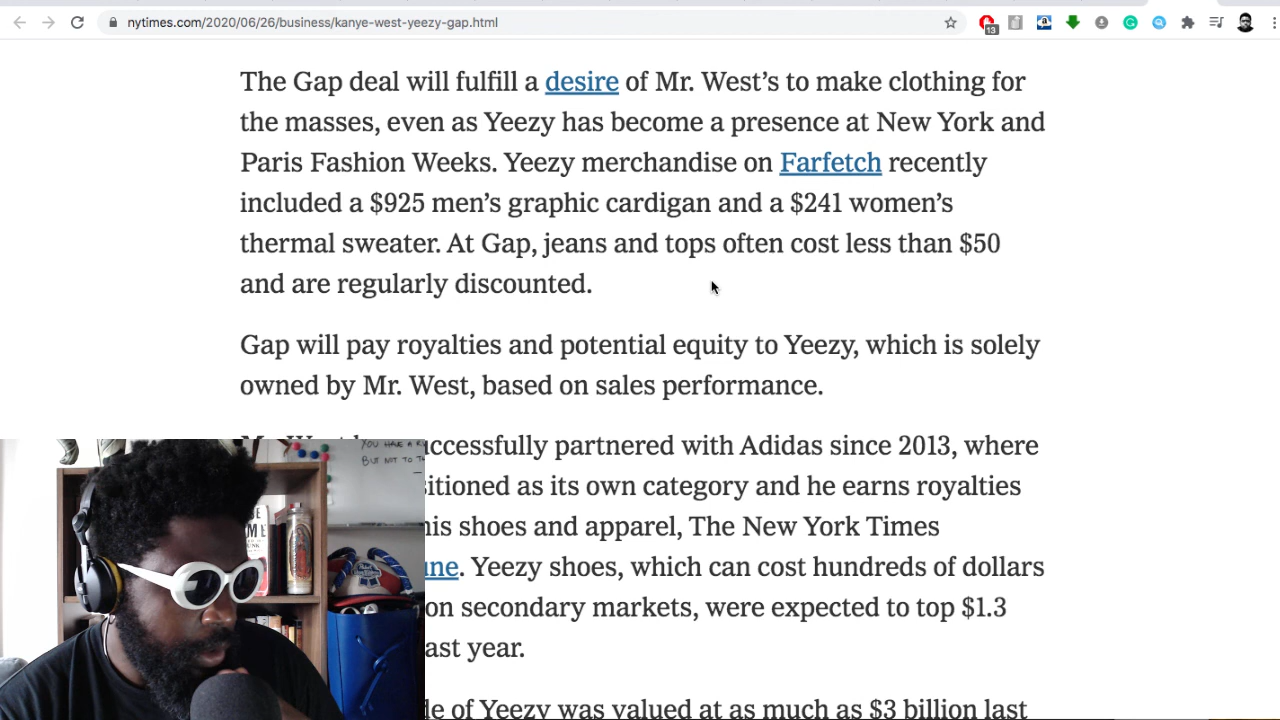 nytimes.com/2020/06/26/business/kanye-west-yeezy-gap.html
13
The Gap deal will fulfill a desire of Mr. West’s to make clothing for
the masses, even as Yeezy has become a presence at New York and
Paris Fashion Weeks. Yeezy merchandise on Farfetch recently
included a $925 men’s graphic cardigan and a $241 women’s
thermal sweater. At Gap, jeans and tops often cost less than $50
and are regularly discounted.
Gap will pay royalties and potential equity to Yeezy, which is solely
owned by Mr. West, based on sales performance.
uccessfully partnered with Adidas since 2013, where
sitioned as its own category and he earns royalties
his shoes and apparel, The New York Times
une. Yeezy shoes, which can cost hundreds of dollars
on secondary markets, were expected to top $1.3
ast year.
de of Yeezy was valued at as much as $3 billion last
YOU HAVE A
BUT NOT TO